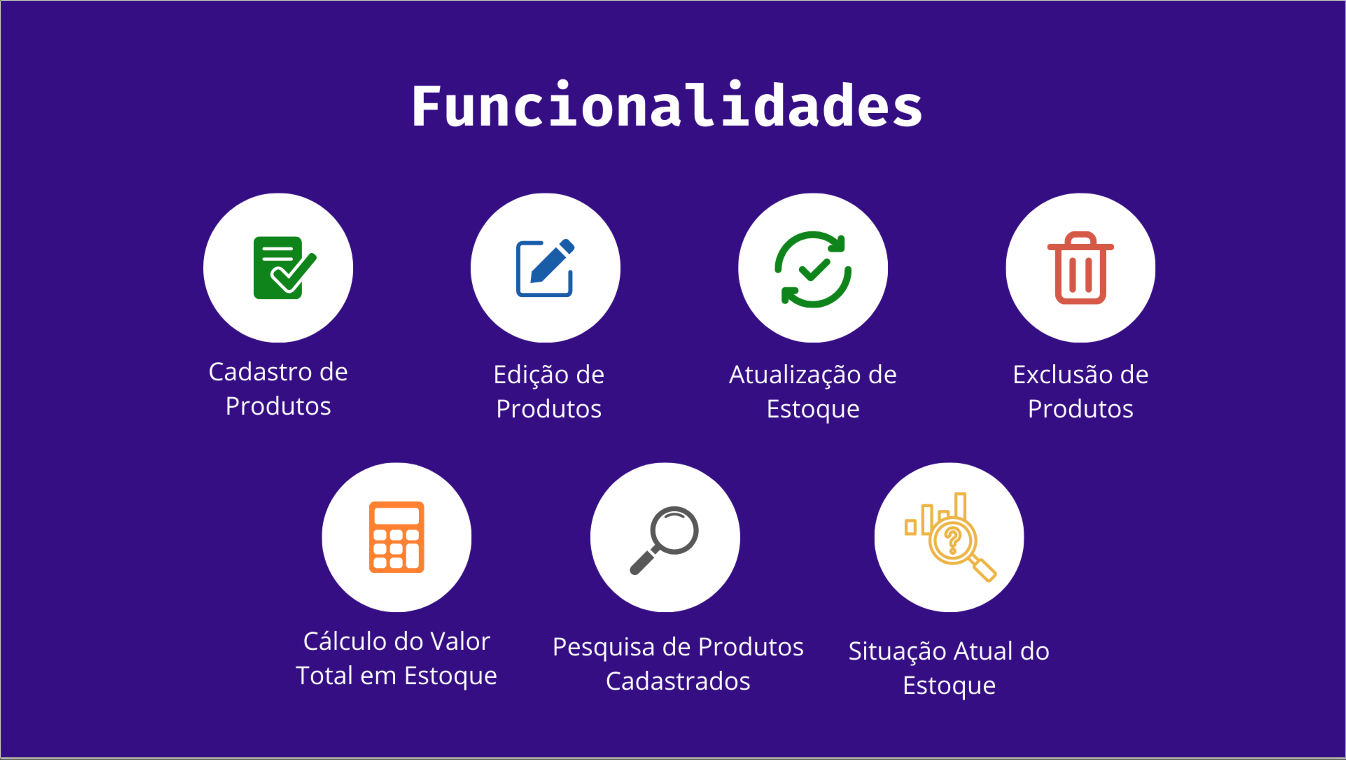 Funcionalidades
Cadastro de
Produtos
Edição de
Produtos
Atualização de
Estoque
Exclusão de
Produtos
Cálculo do Valor
Total em Estoque
Pesquisa de Produtos
Cadastrados
Situação Atual do
Estoque